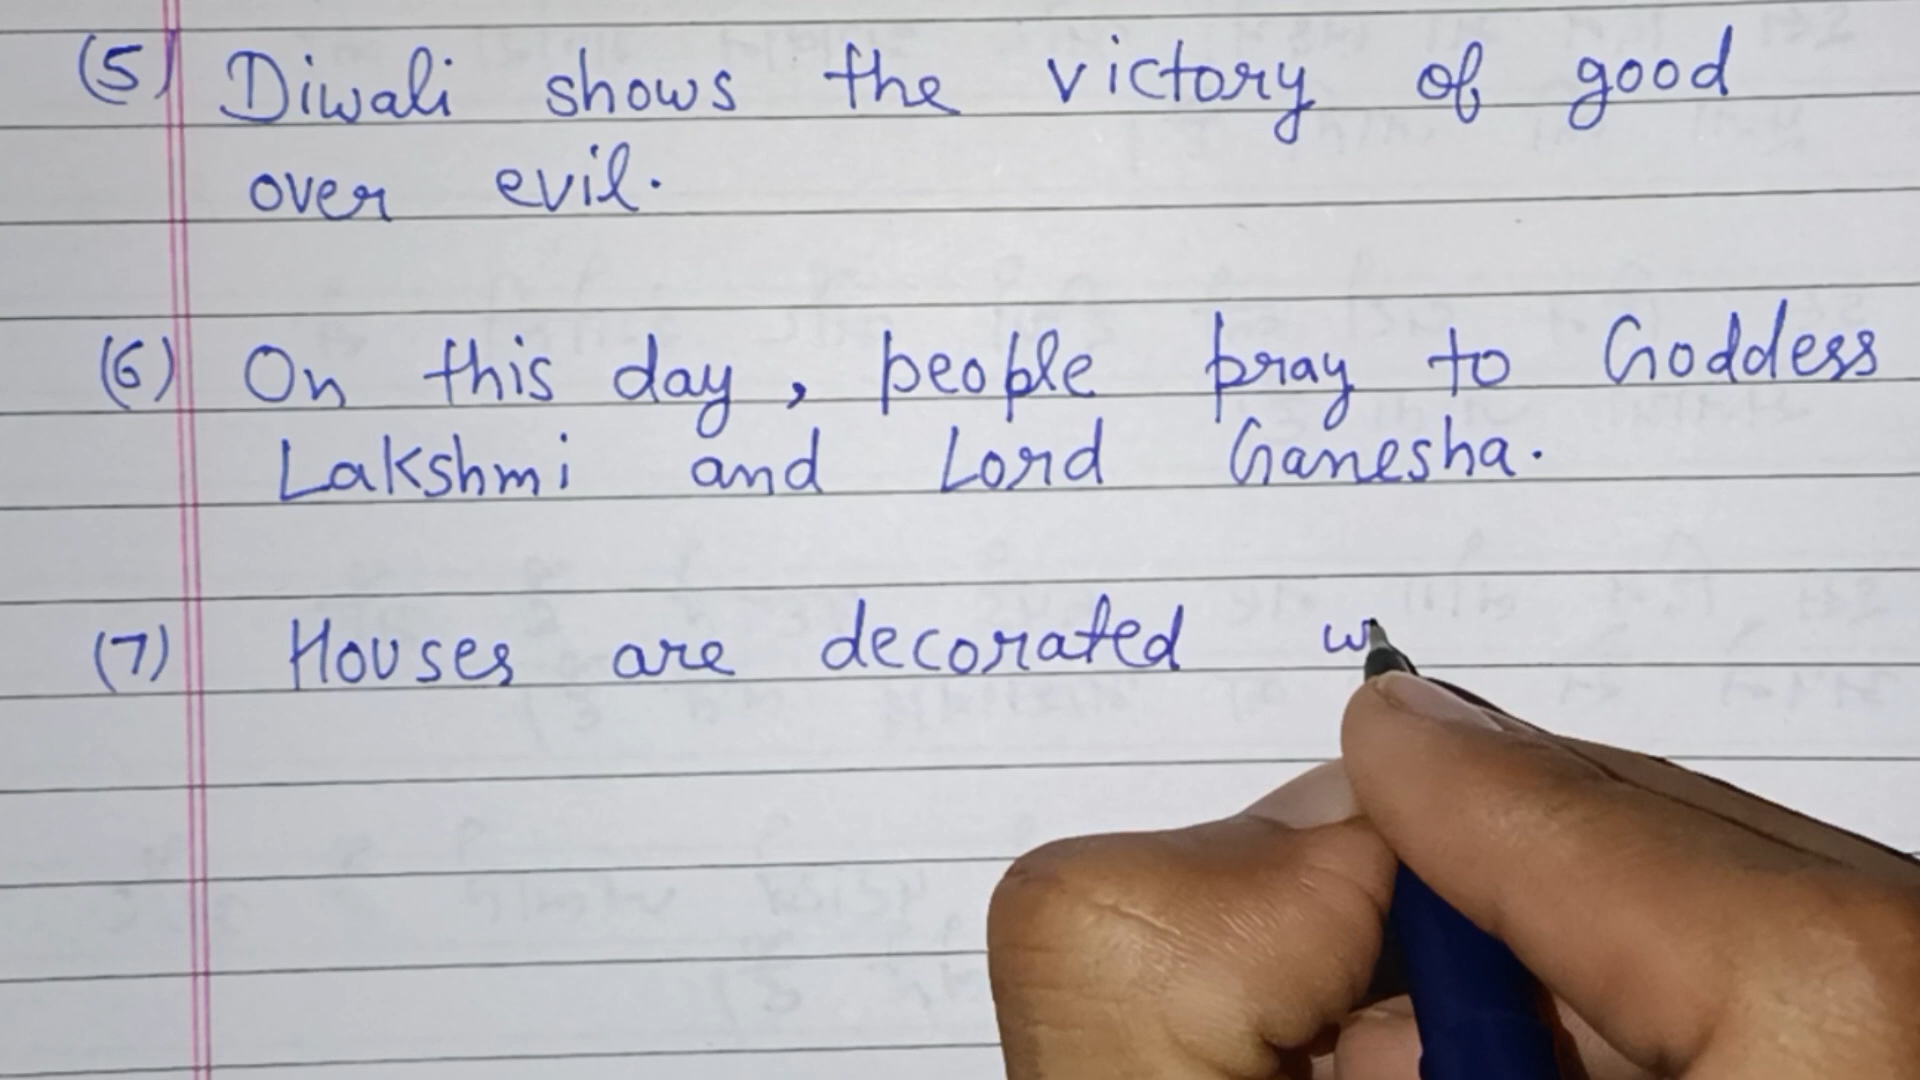 (5) Diwali shows the victory of good
over evil.
(6) On this day, people pray to Goddess
Lakshmi and Lord Ganesha.
(7) Houses are decorated w